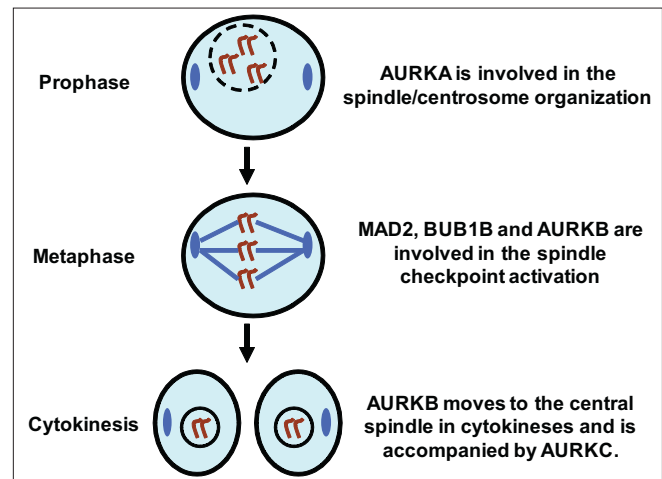 Prophase
AURKA is involved in the
spindle/centrosome organization
Metaphase
MAD2, BUB1B and AURKB are
involved in the spindle
checkpoint activation
Cytokinesis
AURKB moves to the central
spindle in cytokineses and is
accompanied by AURKC.